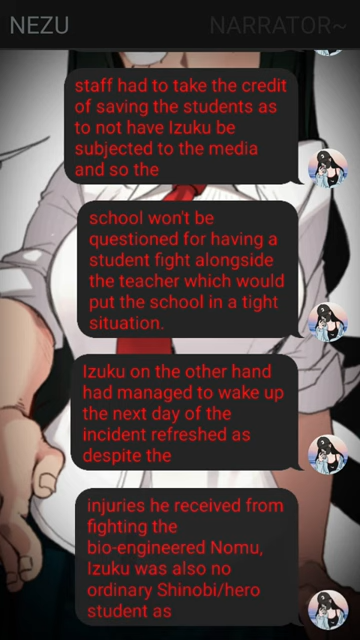 NEZU NARRATOR~
staff had to take the credit
of saving the students as
to not have Izuku be
subjected to the media
and so the
school won't be
questioned for having a
student fight alongside
the teacher which would
put the school in a tight
situation.
Izuku on the other hand
had managed to wake up
the next day of the
incident refreshed as
despite the
injuries he received from
fighting the
bio-engineered Nomu,
Izuku was also no
ordinary Shinobi/hero
student as